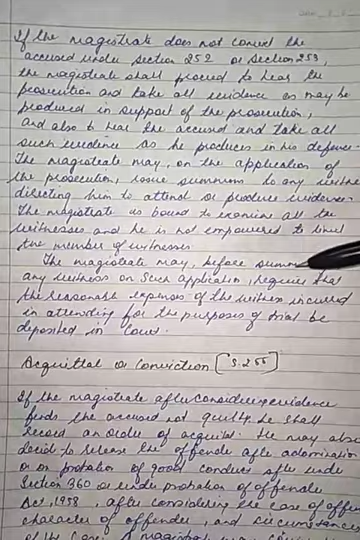 If the magistrate does not convict the
accused under section 252 or section 253,
the magistrate shall proceed to hear the
prosecution and take all evidence as may be
produced in support of the prosecution,
and also to hear the accused and take all
such evidence as he produces in his defence.
The magistrate may, on the application of
the prosecution, issue summons to any witne
directing him to attend or produce evidence.
The magistrate is bound to examine all the
witnesses and he is not empowered to limit
the number of witnesses
The magistrate may, before summ
any witness on such application, require that
the reasonable expenses of the witness incurred
in attending for the purposes of trial be
deposited in Court.
Acquittal or Conviction [S.255]
If the magistrate after considering evidence
finds the accused not guilty he shall
record an order of acquittal. He may also
decide to release the offender after admonition
or on probation of good conduct after under
Section 360 or under probation of offender
Act, 1958, after considering the case of offen
character of offender, and circumstances
of the case. A magistrate may